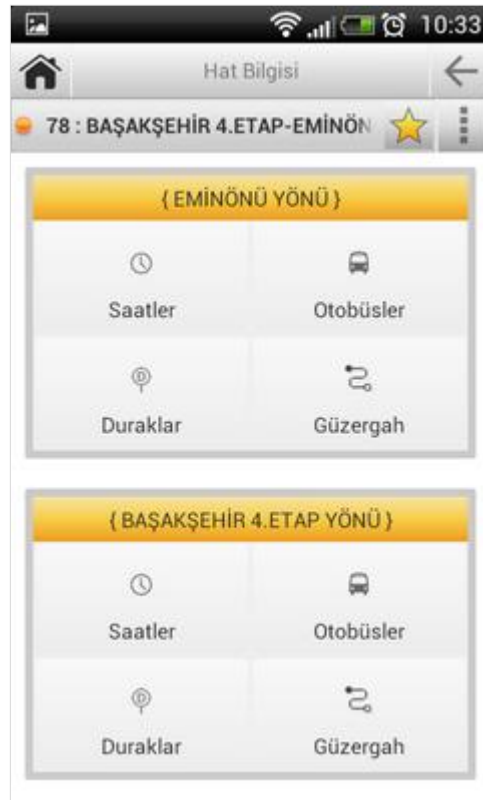 10:33
Hat Bilgisi
78 : BAŞAKŞEHİR 4.ETAP-EMİNÖN
{ EMİNÖNÜ YÖNÜ }
Saatler Otobüsler
Duraklar Güzergah
{ BAŞAKŞEHİR 4.ETAP YÖNÜ }
Saatler Otobüsler
Duraklar Güzergah